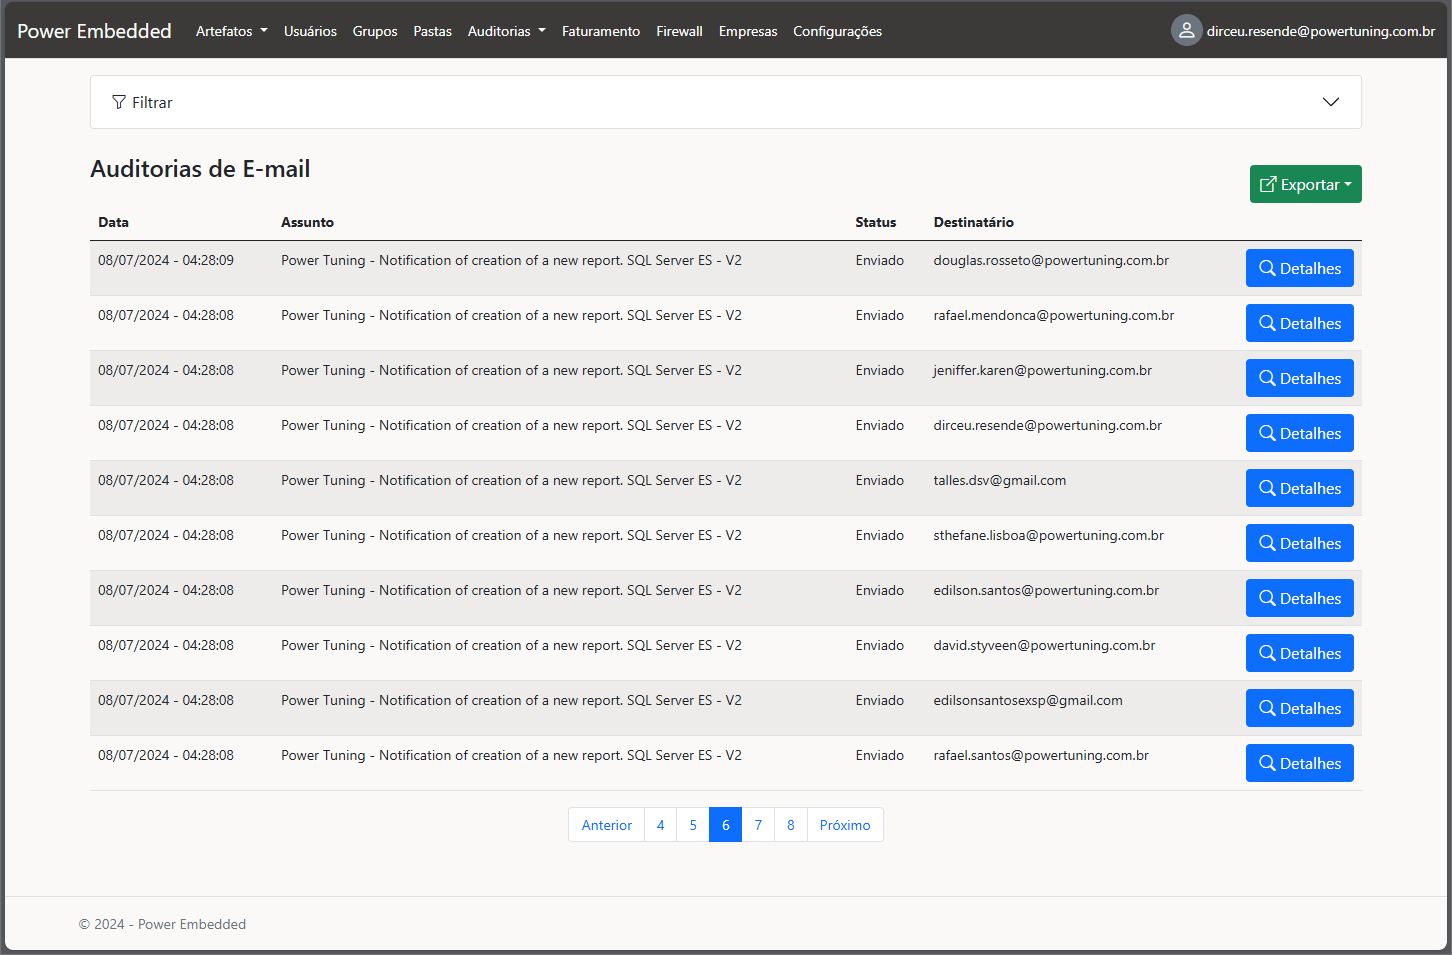 Power Embedded Artefatos Usuários Grupos Pastas Auditorias Faturamento Firewall Empresas Configurações dirceu.resende@powertuning.com.br
Filtrar
Auditorias de E-mail
Exportar
Data Assunto Status Destinatário
08/07/2024 - 04:28:09 Power Tuning - Notification of creation of a new report. SQL Server ES - V2 Enviado douglas.rosseto@powertuning.com.br Detalhes
08/07/2024 - 04:28:08 Power Tuning - Notification of creation of a new report. SQL Server ES - V2 Enviado rafael.mendonca@powertuning.com.br Detalhes
08/07/2024 - 04:28:08 Power Tuning - Notification of creation of a new report. SQL Server ES - V2 Enviado jeniffer.karen@powertuning.com.br Detalhes
08/07/2024 - 04:28:08 Power Tuning - Notification of creation of a new report. SQL Server ES - V2 Enviado dirceu.resende@powertuning.com.br Detalhes
08/07/2024 - 04:28:08 Power Tuning - Notification of creation of a new report. SQL Server ES - V2 Enviado talles.dsv@gmail.com Detalhes
08/07/2024 - 04:28:08 Power Tuning - Notification of creation of a new report. SQL Server ES - V2 Enviado sthefane.lisboa@powertuning.com.br Detalhes
08/07/2024 - 04:28:08 Power Tuning - Notification of creation of a new report. SQL Server ES - V2 Enviado edilson.santos@powertuning.com.br Detalhes
08/07/2024 - 04:28:08 Power Tuning - Notification of creation of a new report. SQL Server ES - V2 Enviado david.styveen@powertuning.com.br Detalhes
08/07/2024 - 04:28:08 Power Tuning - Notification of creation of a new report. SQL Server ES - V2 Enviado edilsonsantosexsp@gmail.com Detalhes
08/07/2024 - 04:28:08 Power Tuning - Notification of creation of a new report. SQL Server ES - V2 Enviado rafael.santos@powertuning.com.br Detalhes
Anterior 4 5 6 7 8 Próximo
© 2024 - Power Embedded